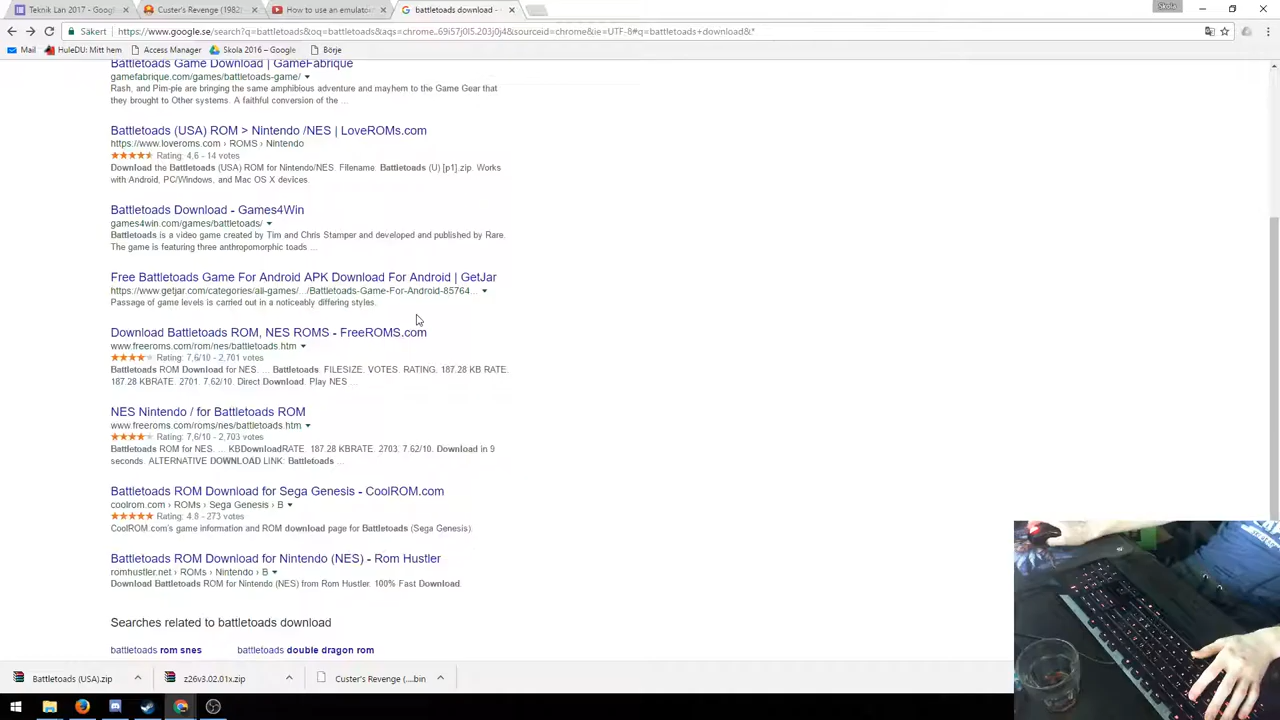 Teknik Lan 2017 - Goog
Custer's Revenge (1982)
How to use an emulator
battletoads download -
Skola
Säkert
https://www.google.se/search?q=battletoads&oq=battletoads&aqs=chrome..69i57j0l5.203j0j4&sourceid=chrome&ie=UTF-8#q=battletoads+download&*
Mail
HuleDU: Mitt hem
Access Manager
Skola 2016 – Google
Börje
Battletoads Game Download | GameFabrique
gamefabrique.com/games/battletoads-game/
Rash, and Pim-pie are bringing the same amphibious adventure and mayhem to the Game Gear that
they brought to Other systems. A faithful conversion of the ...
Battletoads (USA) ROM > Nintendo /NES | LoveROMs.com
https://www.loveroms.com › ROMS › Nintendo
Rating: 4,6 - 14 votes
Download the Battletoads (USA) ROM for Nintendo/NES. Filename. Battletoads (U) [p1].zip. Works
with Android, PC/Windows, and Mac OS X devices.
Battletoads Download - Games4Win
games4win.com/games/battletoads/
Battletoads is a video game created by Tim and Chris Stamper and developed and published by Rare.
The game is featuring three anthropomorphic toads ...
Free Battletoads Game For Android APK Download For Android | GetJar
https://www.getjar.com/categories/all-games/.../Battletoads-Game-For-Android-85764...
Passage of game levels is carried out in a noticeably differing styles.
Download Battletoads ROM, NES ROMS - FreeROMS.com
www.freeroms.com/rom/nes/battletoads.htm
Rating: 7,6/10 - 2,701 votes
Battletoads ROM Download for NES. ... Battletoads. FILESIZE. VOTES. RATING. 187.28 KB RATE.
187.28 KBRATE. 2701. 7.62/10. Direct Download. Play NES ...
NES Nintendo / for Battletoads ROM
www.freeroms.com/roms/nes/battletoads.htm
Rating: 7,6/10 - 2,703 votes
Battletoads ROM for NES. ... KBDownloadRATE. 187.28 KBRATE. 2703. 7.62/10. Download in 9
seconds. ALTERNATIVE DOWNLOAD LINK: Battletoads ...
Battletoads ROM Download for Sega Genesis - CoolROM.com
coolrom.com › ROMs › Sega Genesis › B
Rating: 4,8 - 273 votes
CoolROM.com's game information and ROM download page for Battletoads (Sega Genesis).
Battletoads ROM Download for Nintendo (NES) - Rom Hustler
romhustler.net › ROMs › Nintendo › B
Download Battletoads ROM for Nintendo (NES) from Rom Hustler. 100% Fast Download.
Searches related to battletoads download
battletoads rom snes
battletoads double dragon rom
Battletoads (USA).zip
z26v3.02.01x.zip
Custer's Revenge (....bin